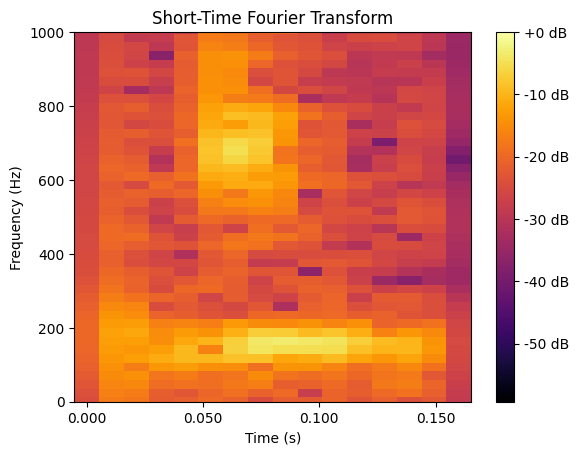 Short-Time Fourier Transform
1000
800
600
400
200
0
Frequency (Hz)
0.000
0.050
0.100
0.150
Time (s)
+0 dB
-10 dB
-20 dB
-30 dB
-40 dB
-50 dB